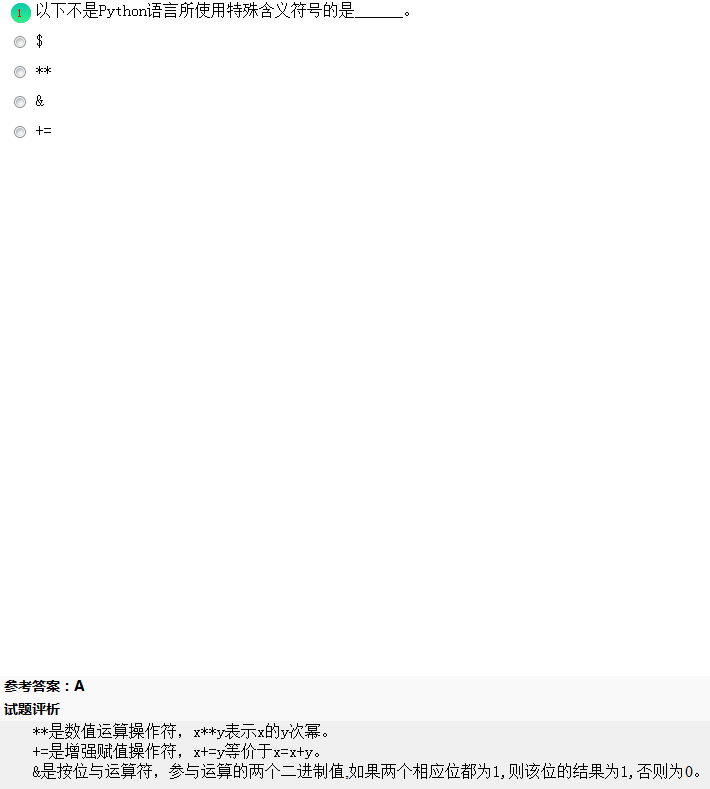 1 以下不是Python语言所使用特殊含义符号的是______。
$
**
&
+=
参考答案：A
试题评析
**是数值运算操作符，x**y表示x的y次幂。
+=是增强赋值操作符，x+=y等价于x=x+y。
&是按位与运算符，参与运算的两个二进制值,如果两个相应位都为1,则该位的结果为1,否则为0。